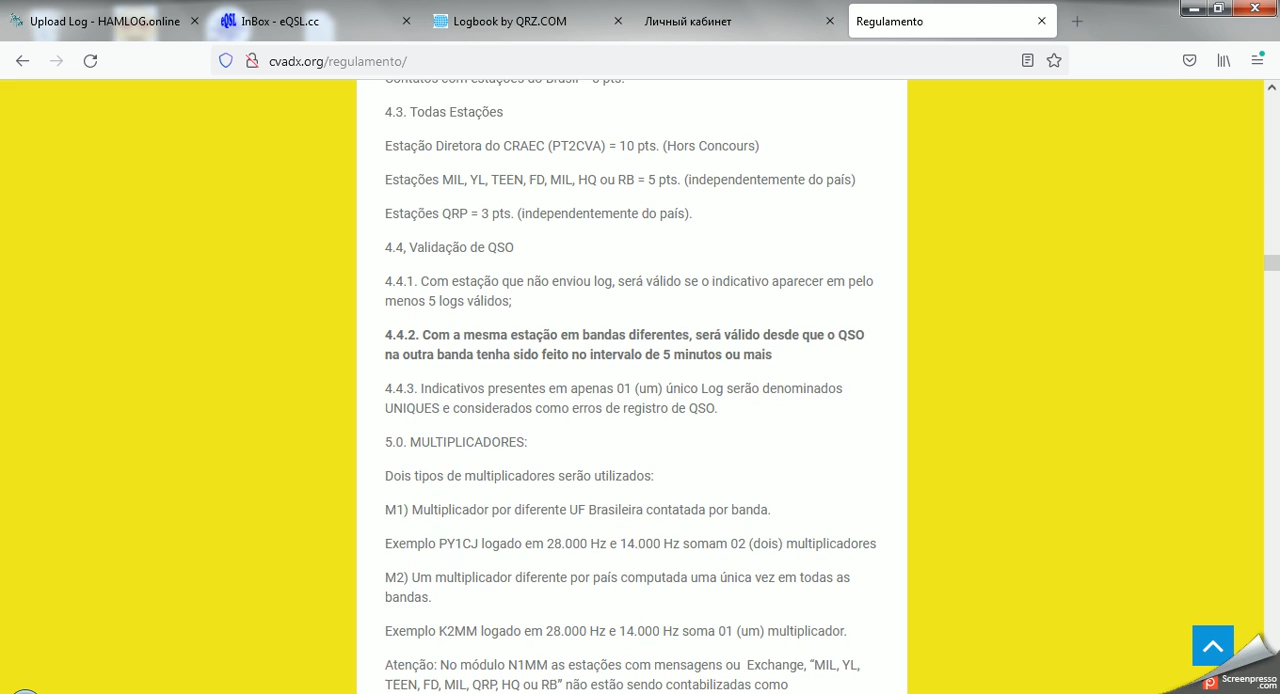 Upload Log - HAMLOG.online
InBox - eQSL.cc
Logbook by QRZ.COM
Личный кабинет
Regulamento
cvadx.org/regulamento/
Contatos com estações do Brasil = 6 pts.
4.3. Todas Estações
Estação Diretora do CRAEC (PT2CVA) = 10 pts. (Hors Concours)
Estações MIL, YL, TEEN, FD, MIL, HQ ou RB = 5 pts. (independentemente do país)
Estações QRP = 3 pts. (independentemente do país).
4.4, Validação de QSO
4.4.1. Com estação que não enviou log, será válido se o indicativo aparecer em pelo
menos 5 logs válidos;
4.4.2. Com a mesma estação em bandas diferentes, será válido desde que o QSO
na outra banda tenha sido feito no intervalo de 5 minutos ou mais
4.4.3. Indicativos presentes em apenas 01 (um) único Log serão denominados
UNIQUES e considerados como erros de registro de QSO.
5.0. MULTIPLICADORES:
Dois tipos de multiplicadores serão utilizados:
M1) Multiplicador por diferente UF Brasileira contatada por banda.
Exemplo PY1CJ logado em 28.000 Hz e 14.000 Hz somam 02 (dois) multiplicadores
M2) Um multiplicador diferente por país computada uma única vez em todas as
bandas.
Exemplo K2MM logado em 28.000 Hz e 14.000 Hz soma 01 (um) multiplicador.
Atenção: No módulo N1MM as estações com mensagens ou Exchange, “MIL, YL,
TEEN, FD, MIL, QRP, HQ ou RB” não estão sendo contabilizadas como
Screenpresso
.com